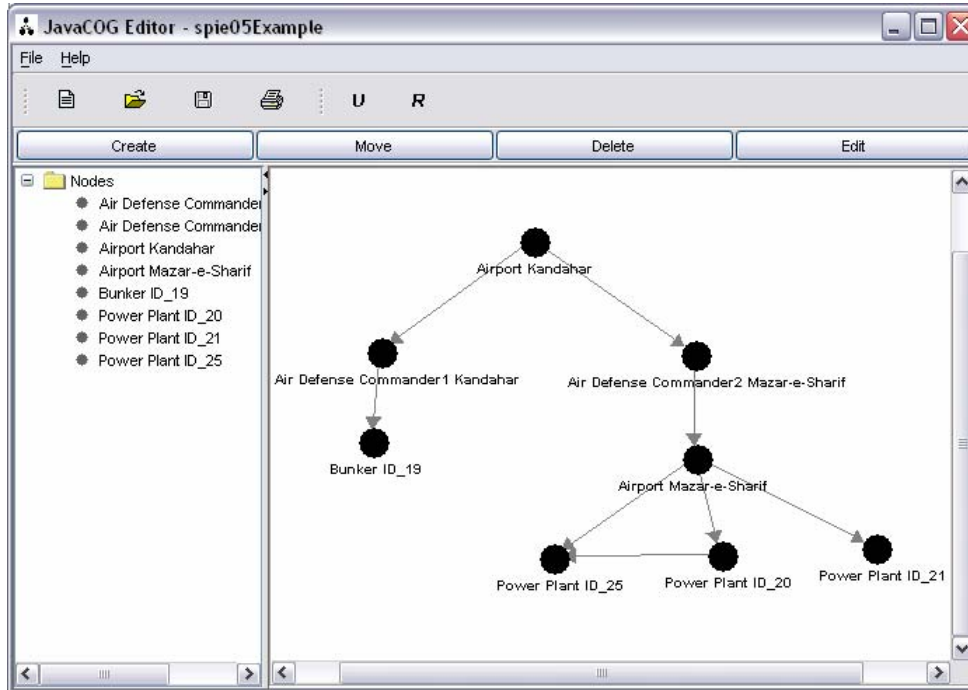 JavaCOG Editor - spie05Example
File Help
U R
Create Move Delete Edit
Nodes
Air Defense Commander
Air Defense Commander
Airport Kandahar
Airport Mazar-e-Sharif
Bunker ID_19
Power Plant ID_20
Power Plant ID_21
Power Plant ID_25
Airport Kandahar
Air Defense Commander1 Kandahar
Air Defense Commander2 Mazar-e-Sharif
Bunker ID_19
Airport Mazar-e-Sharif
Power Plant ID_25
Power Plant ID_20
Power Plant ID_21